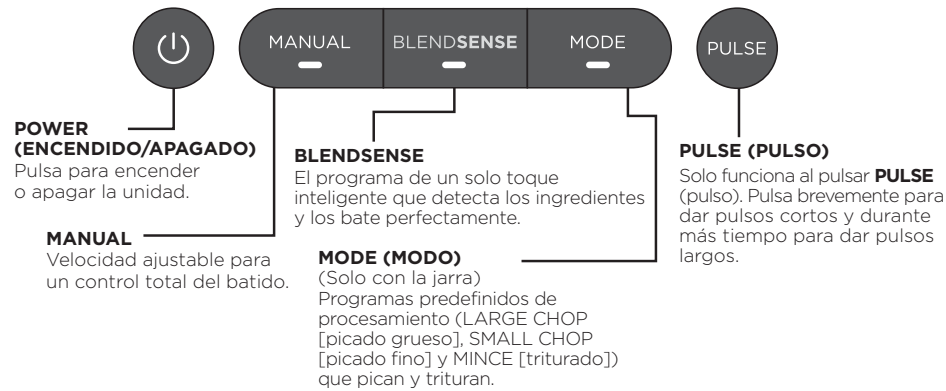 MANUAL
BLENDSENSE
MODE
PULSE
POWER
(ENCENDIDO/APAGADO)
Pulsa para encender
o apagar la unidad.
MANUAL
Velocidad ajustable para
un control total del batido.
BLENDSENSE
El programa de un solo toque
inteligente que detecta los ingredientes
y los bate perfectamente.
MODE (MODO)
(Solo con la jarra)
Programas predefinidos de
procesamiento (LARGE CHOP
[picado grueso], SMALL CHOP
[picado fino] y MINCE [triturado])
que pican y trituran.
PULSE (PULSO)
Solo funciona al pulsar PULSE
(pulso). Pulsa brevemente para
dar pulsos cortos y durante
más tiempo para dar pulsos
largos.